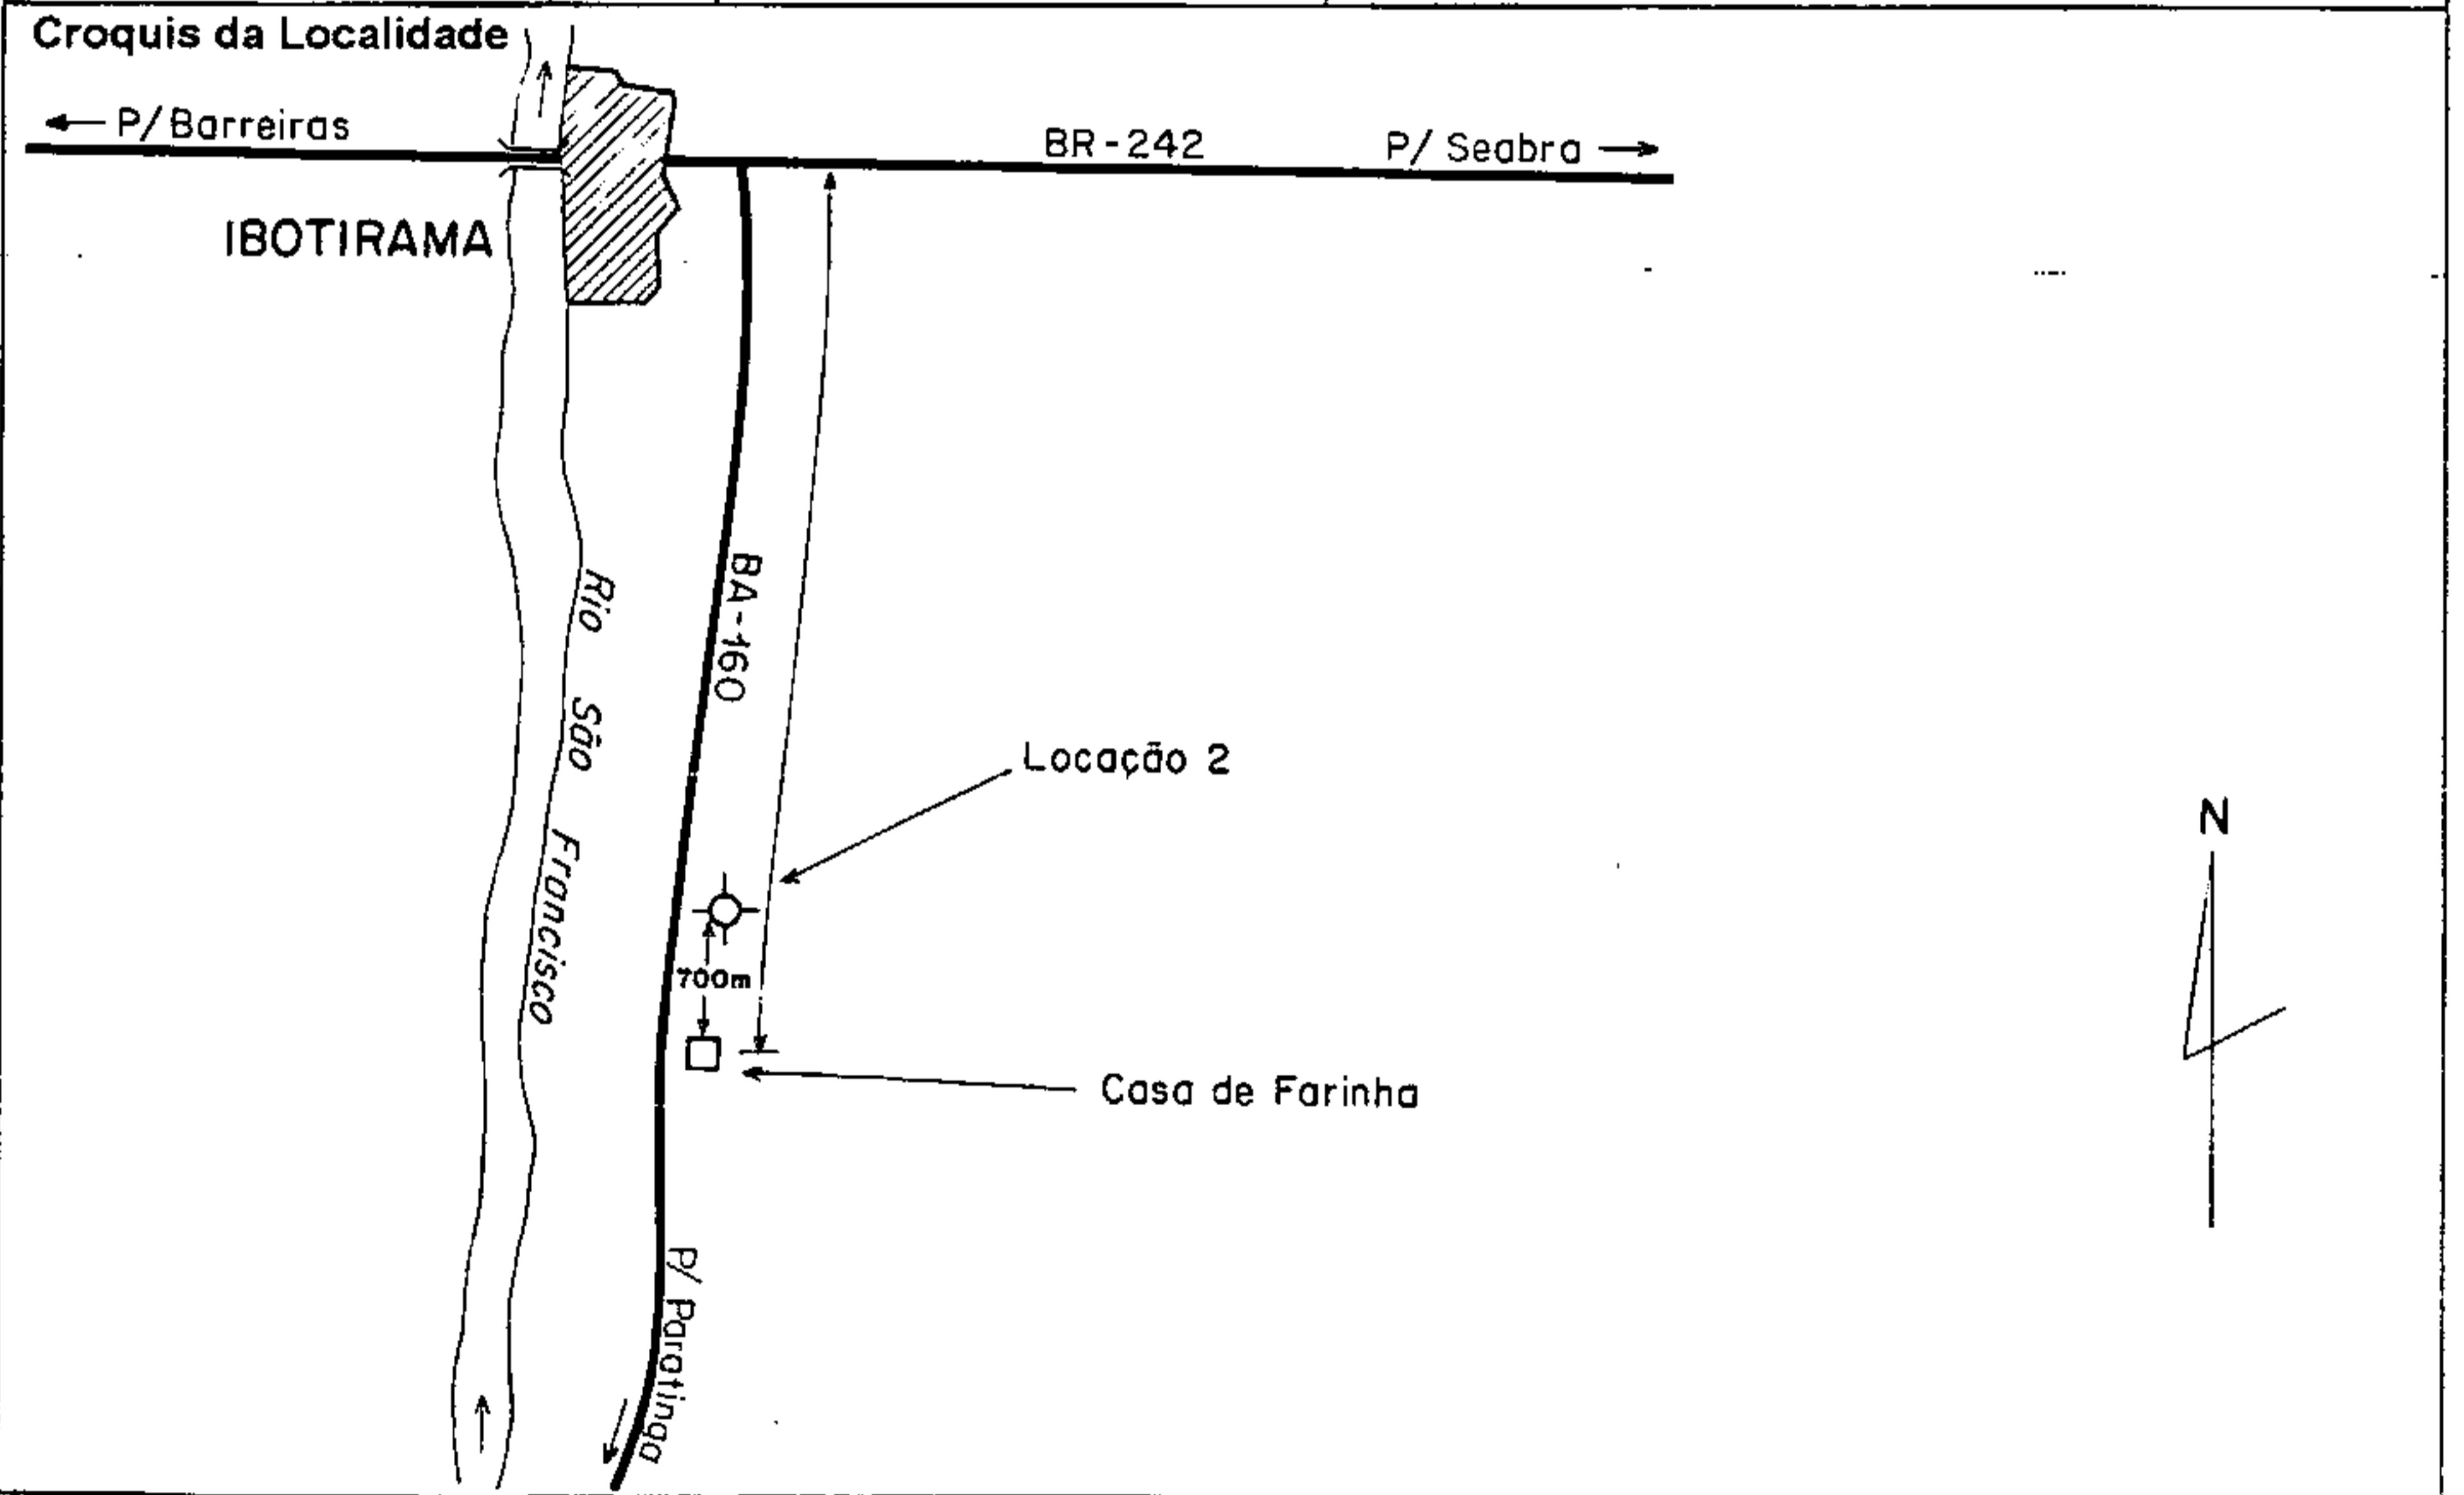 Croquis da Localidade
← P/Barreiras
BR-242
P/ Seabra →
IBOTIRAMA
BA-160
Rio São Francisco
Locação 2
N
700m
Casa de Farinha
P/ Paratinga